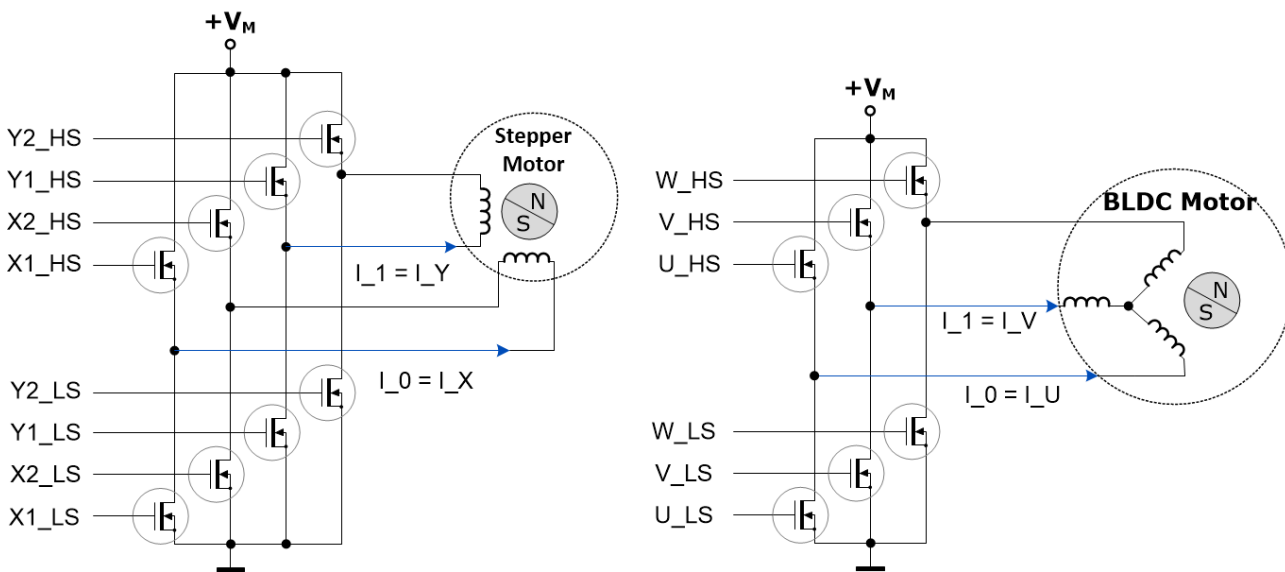 +VM
Y2_HS
Y1_HS
X2_HS
X1_HS
Stepper
Motor
N
S
I_1 = I_Y
I_0 = I_X
Y2_LS
Y1_LS
X2_LS
X1_LS
+VM
W_HS
V_HS
U_HS
BLDC Motor
N
S
I_1 = I_V
I_0 = I_U
W_LS
V_LS
U_LS